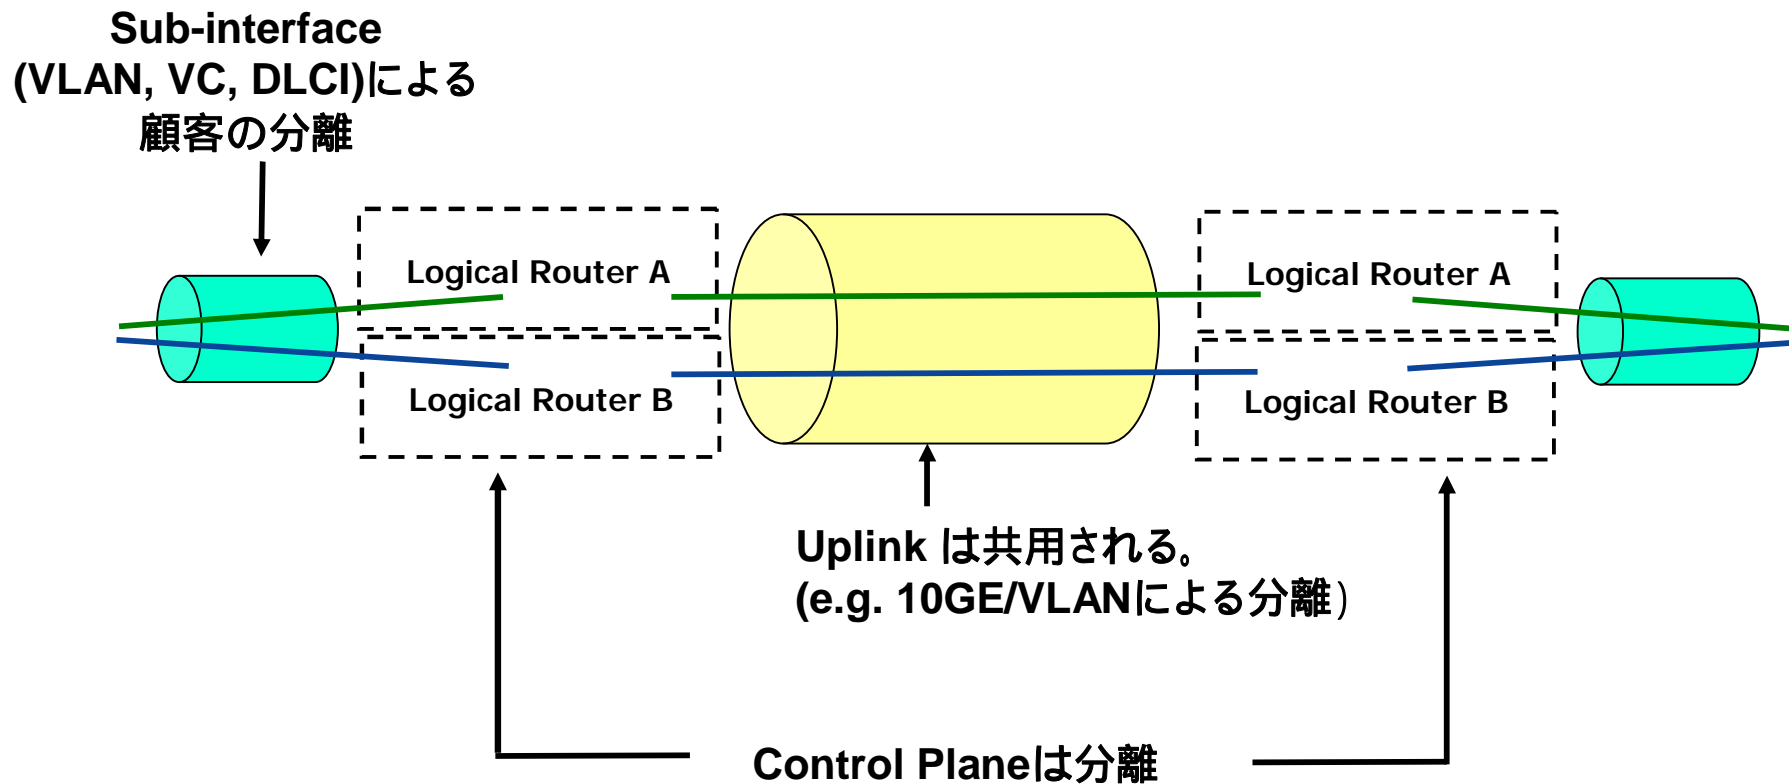 Sub-interface
(VLAN, VC, DLCI)による
顧客の分離
Logical Router A
Logical Router A
Logical Router B
Logical Router B
Uplink は共用される。
(e.g. 10GE/VLANによる分離)
Control Planeは分離